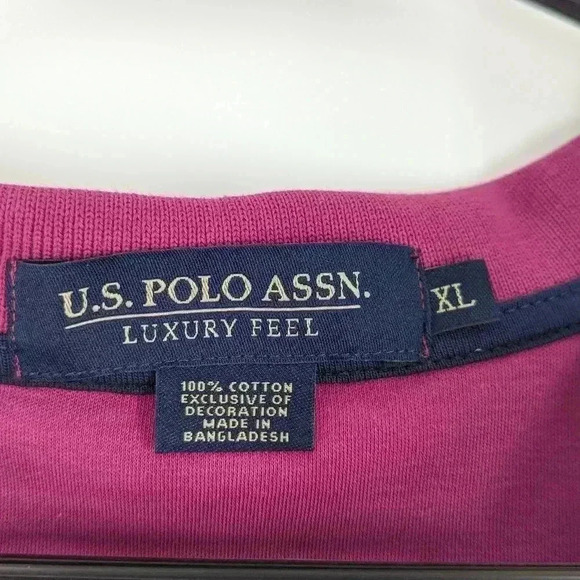 U.S. POLO ASSN.
LUXURY FEEL
XL
100% COTTON
EXCLUSIVE OF
DECORATION
MADE IN
BANGLADESH